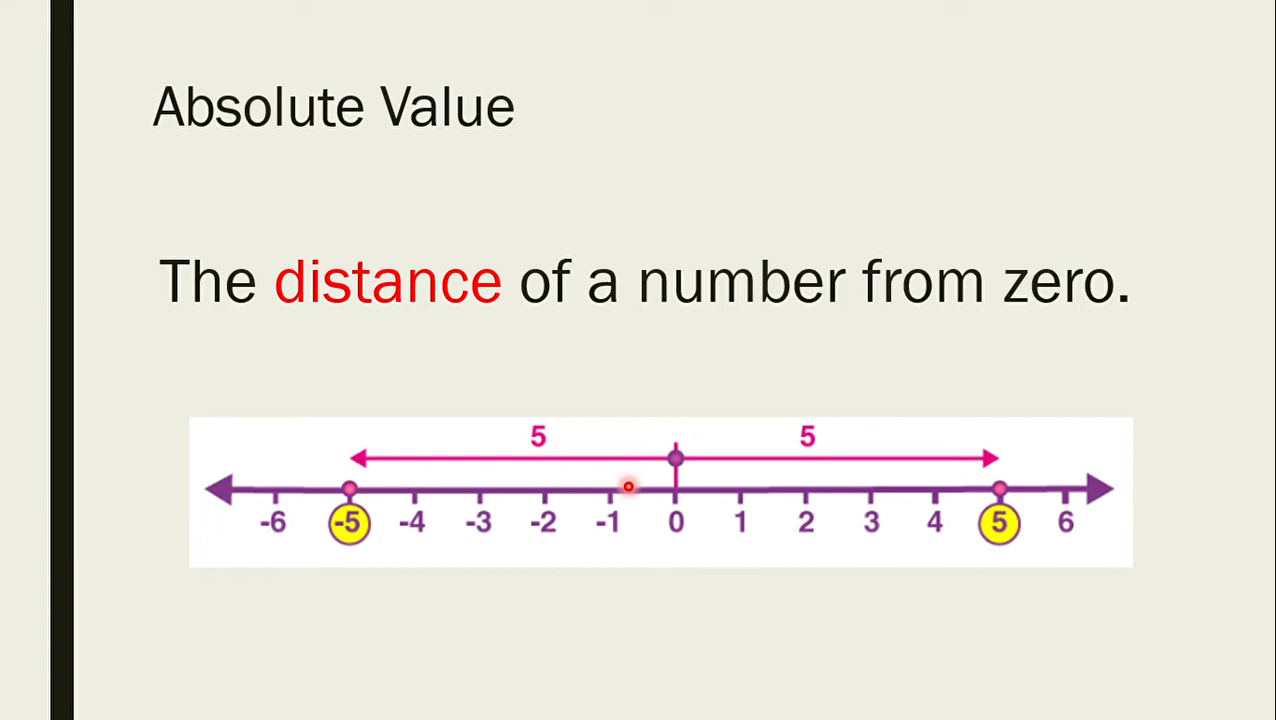 Absolute Value
The distance of a number from zero.
5 5
-6 -5 -4 -3 -2 -1 0 1 2 3 4 5 6